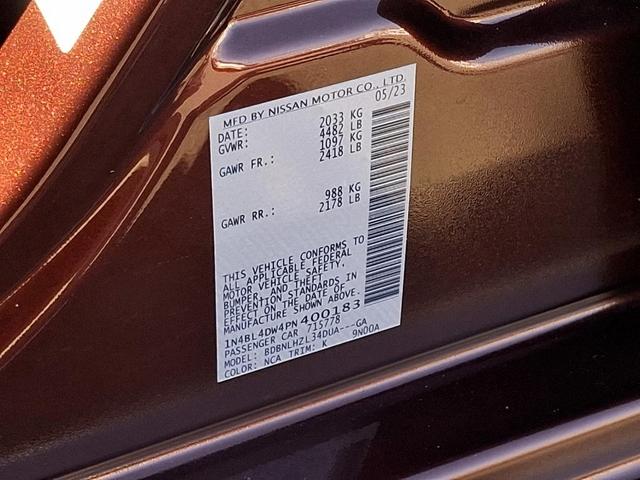 MFD BY NISSAN MOTOR CO., LTD.
DATE: 05/23
GVWR: 2033 KG
4482 LB
GAWR FR.: 1097 KG
2418 LB
GAWR RR.: 988 KG
2178 LB
THIS VEHICLE CONFORMS TO
ALL APPLICABLE FEDERAL
MOTOR VEHICLE SAFETY,
BUMPER, AND THEFT
PREVENTION STANDARDS IN
EFFECT ON THE DATE OF
MANUFACTURE SHOWN ABOVE.
1N4BL4DW4PN400183
PASSENGER CAR 715778
MODEL: BDBNLHZL34DUA---GA
COLOR: NCA TRIM: K 9N00A